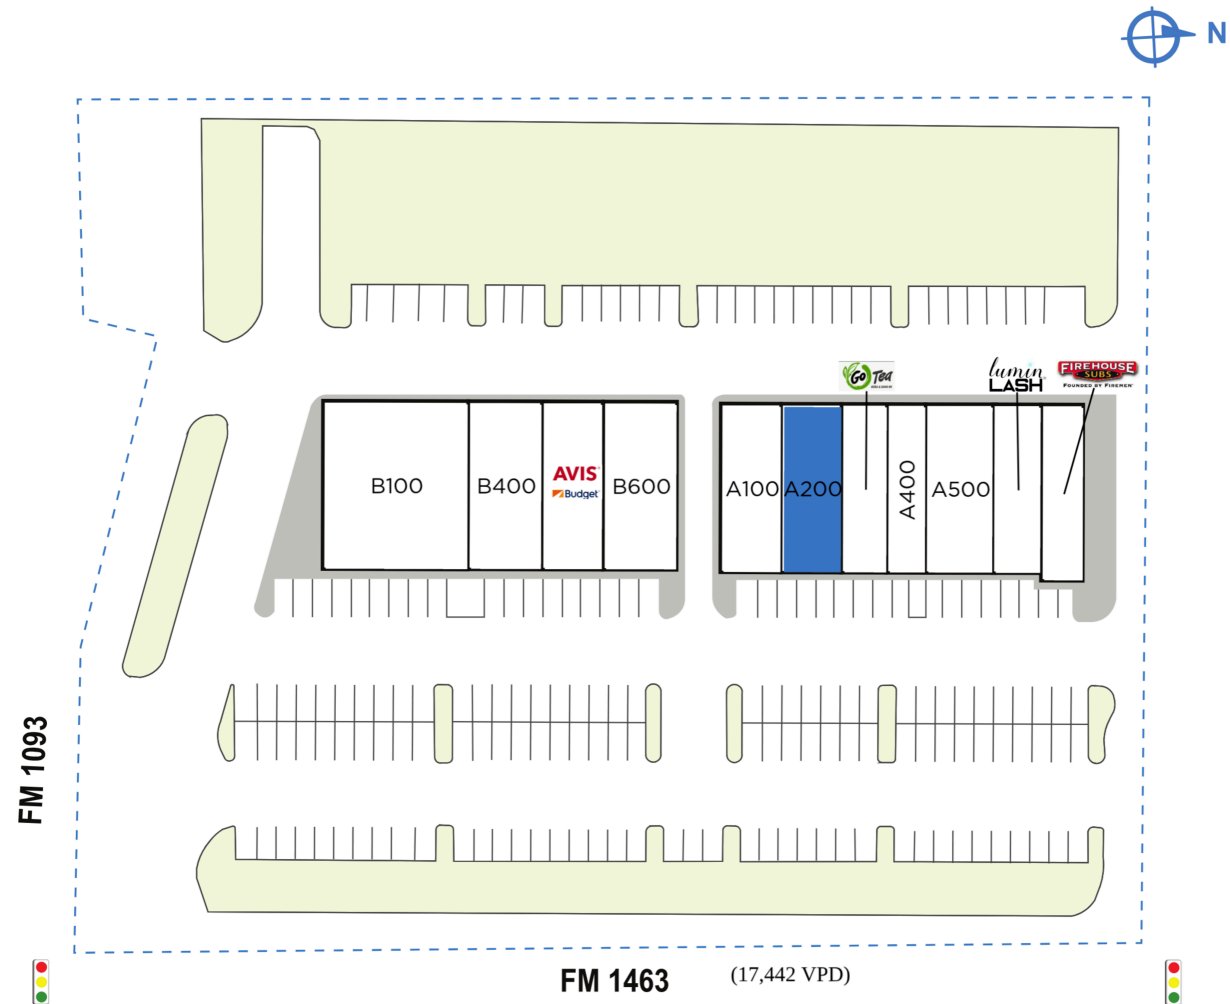 N
Go Tea
lumin
LASH
FIREHOUSE
SUBS
FOUNDED BY FIREMEN
B100
B400
AVIS
Budget
B600
A100
A200
A400
A500
FM 1093
FM 1463
(17,442 VPD)